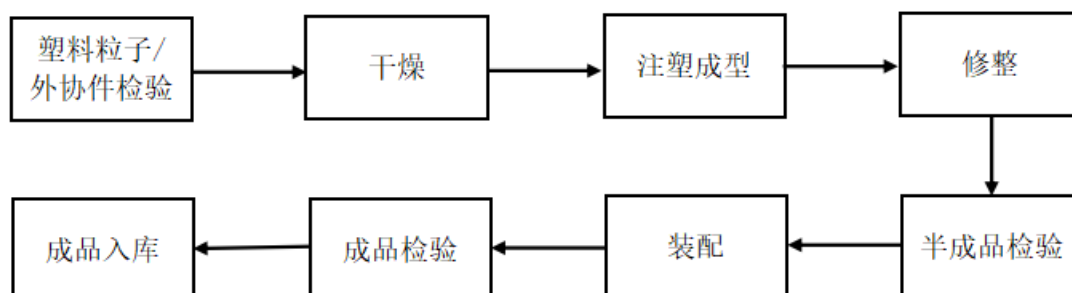 塑料粒子/
外协件检验
干燥
注塑成型
修整
半成品检验
装配
成品检验
成品入库